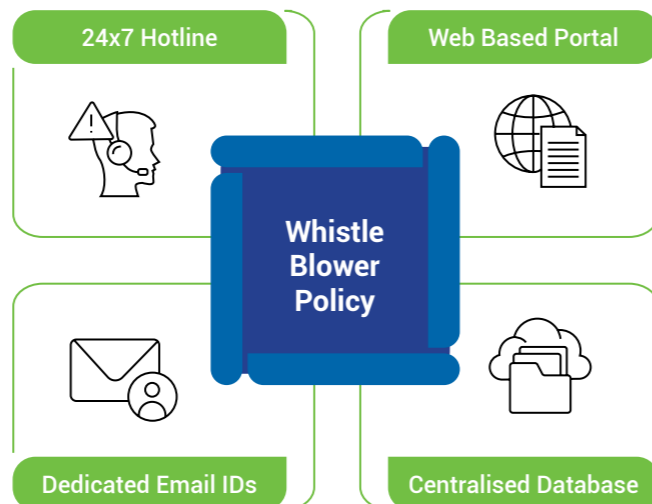 24x7 Hotline
Web Based Portal
Whistle
Blower
Policy
Dedicated Email IDs
Centralised Database